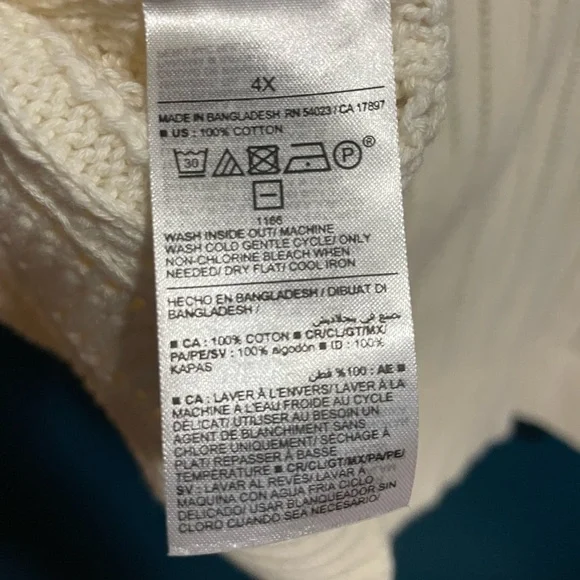 4X
MADE IN BANGLADESH RN 54023 / CA 17897
■ US : 100% COTTON
30 P ®
1166
WASH INSIDE OUT/ MACHINE
WASH COLD GENTLE CYCLE/ ONLY
NON-CHLORINE BLEACH WHEN
NEEDED/ DRY FLAT/ COOL IRON
HECHO EN BANGLADESH / DIBUAT DI
BANGLADESH /
صنع في بنجلاديش
■ CA : 100% COTON ■ CR/CL/GT/MX/
PA/PE/SV : 100% algodón ■ ID : 100%
KAPAS
■ AE : 100 % قطن
■ CA : LAVER À L'ENVERS/ LAVER À LA
MACHINE À L'EAU FROIDE AU CYCLE
DÉLICAT/ UTILISER AU BESOIN UN
AGENT DE BLANCHIMENT SANS
CHLORE UNIQUEMENT/ SÉCHAGE À
PLAT/ REPASSER À BASSE
TEMPÉRATURE ■ CR/CL/GT/MX/PA/PE/
SV : LAVAR AL REVÉS/ LAVAR A
MAQUINA CON AGUA FRIA CICLO
DELICADO/ USAR BLANQUEADOR SIN
CLORO CUANDO SEA NECESARIO/